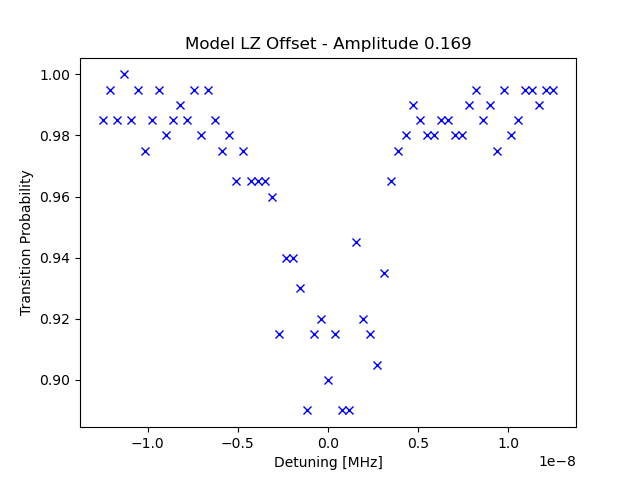 Model LZ Offset - Amplitude 0.169
1.00
0.98
0.96
0.94
0.92
0.90
Transition Probability
−1.0 −0.5 0.0 0.5 1.0
1e−8
Detuning [MHz]